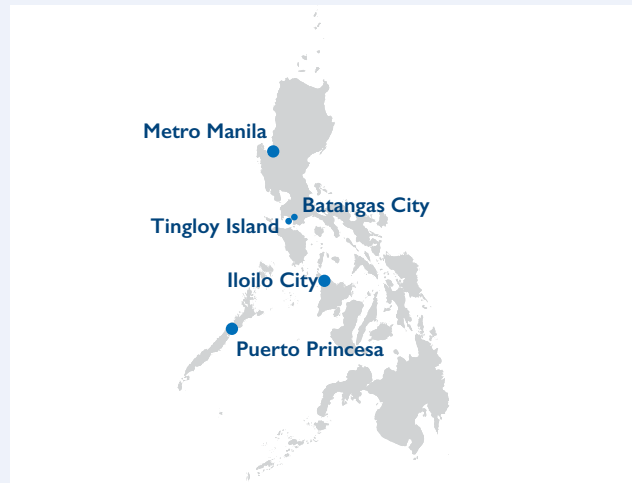 Metro Manila
Batangas City
Tingloy Island
Iloilo City
Puerto Princesa